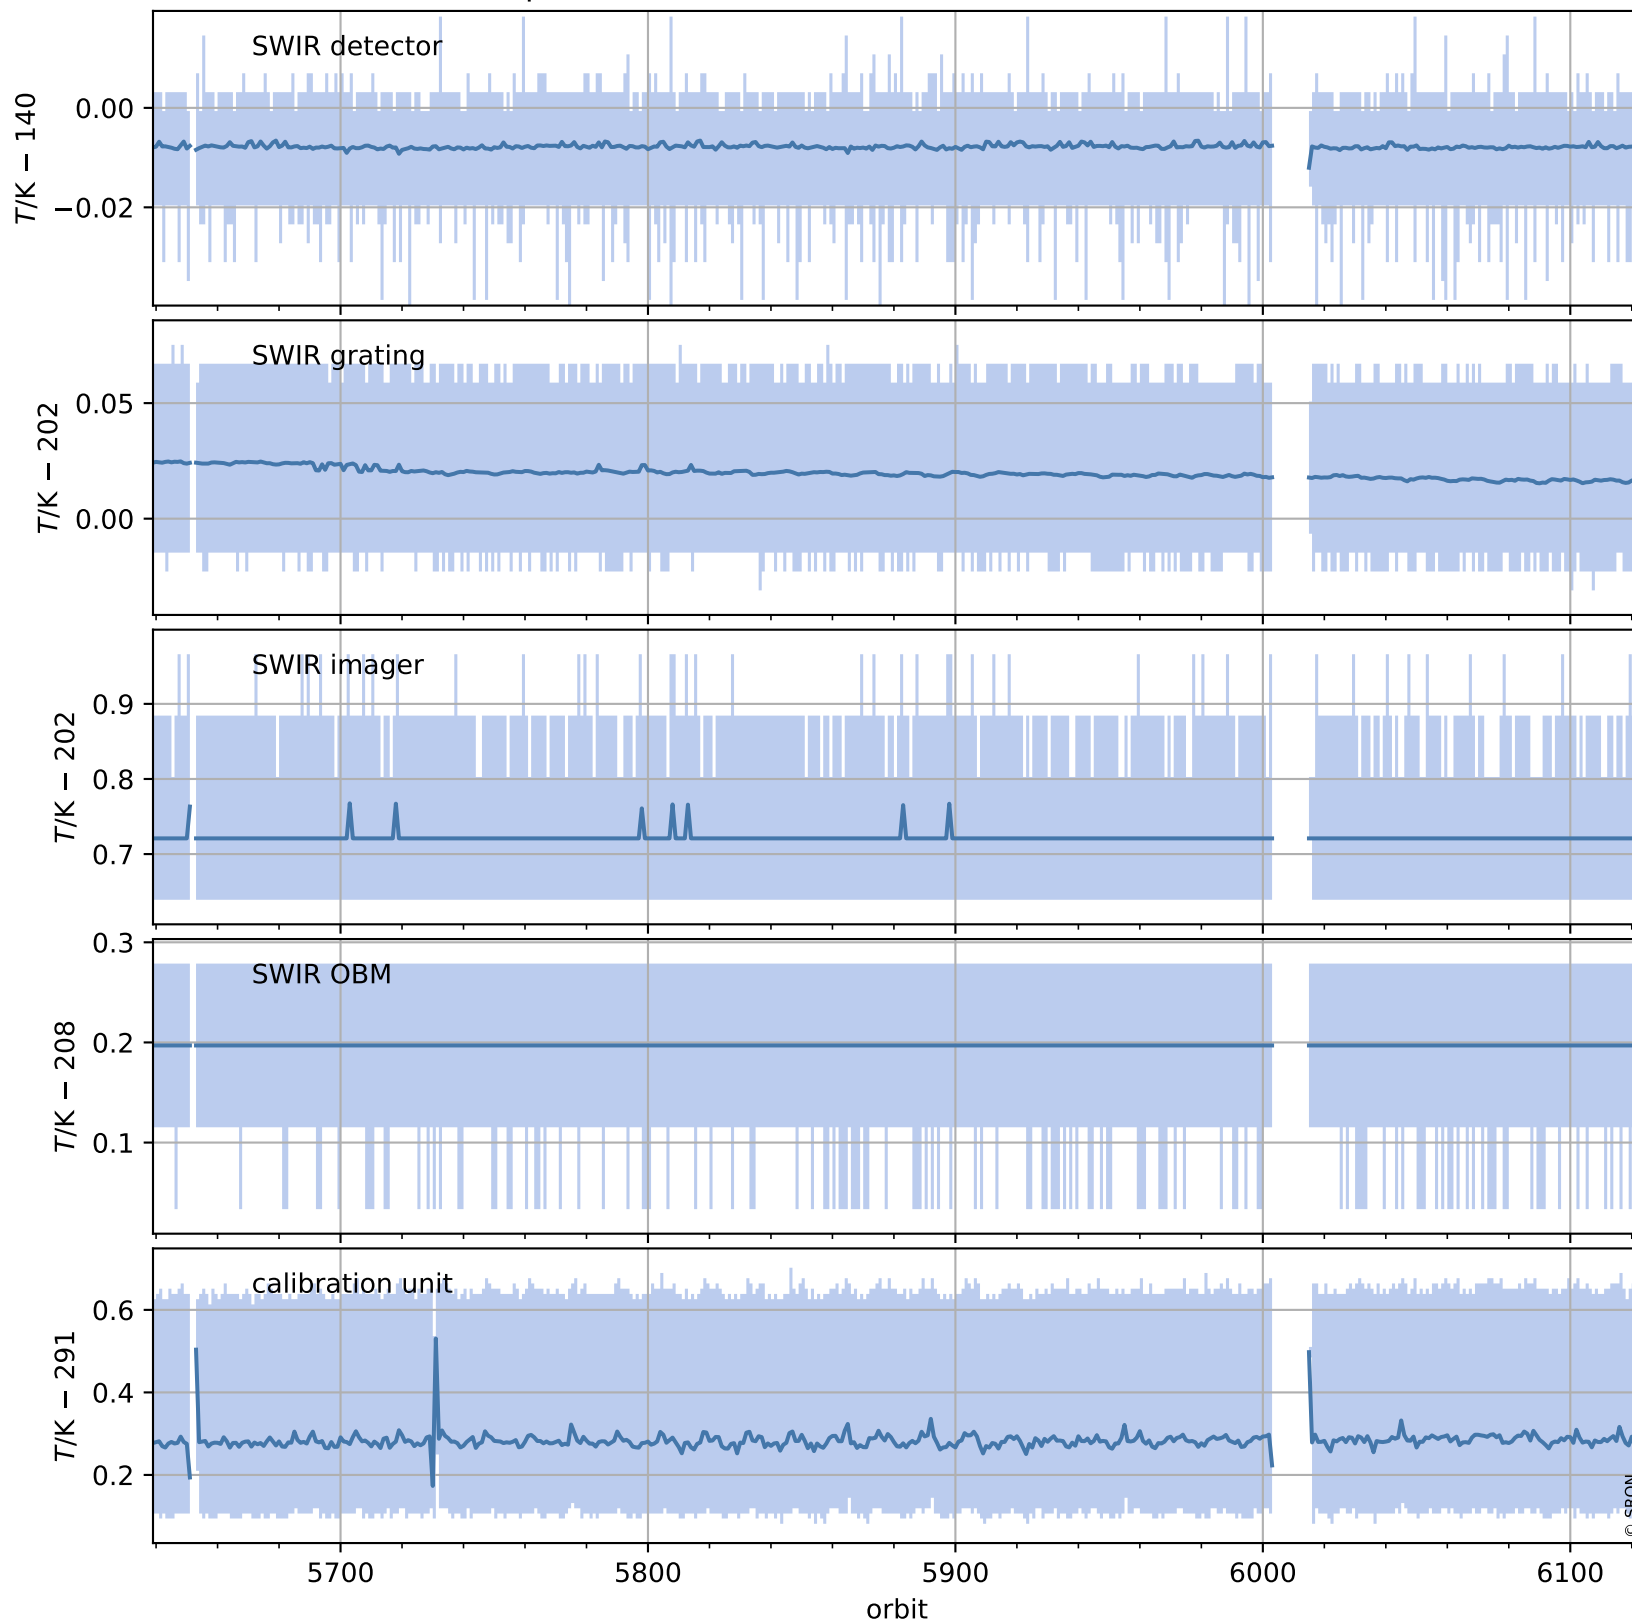 SWIR detector
0.00
−0.02
T/K − 140
SWIR grating
0.05
0.00
T/K − 202
SWIR imager
0.9
0.8
0.7
T/K − 202
SWIR OBM
0.3
0.2
0.1
T/K − 208
calibration unit
0.6
0.4
0.2
T/K − 291
5700 5800 5900 6000 6100
orbit
© SRON